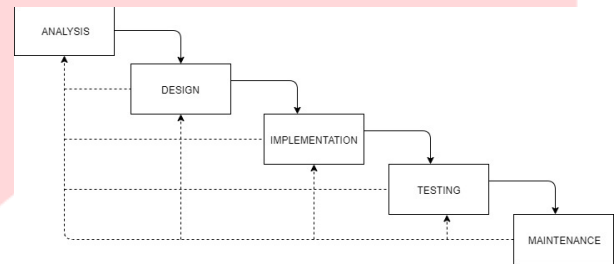 ANALYSIS
DESIGN
IMPLEMENTATION
TESTING
MAINTENANCE